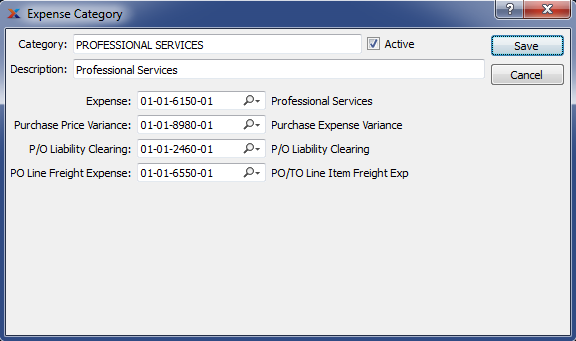 Expense Category
?
Category: PROFESSIONAL SERVICES Active Save
Description: Professional Services Cancel
Expense: 01-01-6150-01 Professional Services
Purchase Price Variance: 01-01-8980-01 Purchase Expense Variance
P/O Liability Clearing: 01-01-2460-01 P/O Liability Clearing
PO Line Freight Expense: 01-01-6550-01 PO/TO Line Item Freight Exp